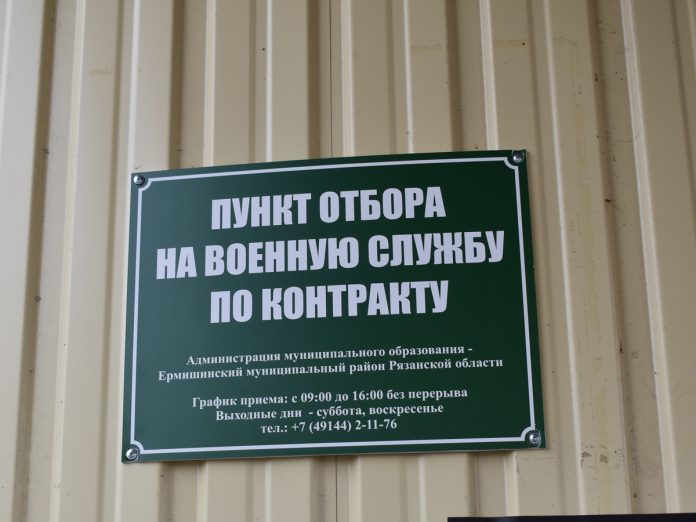 ПУНКТ ОТБОРА
НА ВОЕННУЮ СЛУЖБУ
ПО КОНТРАКТУ
Администрация муниципального образования -
Ермишинский муниципальный район Рязанской области
График приема: с 09:00 до 16:00 без перерыва
Выходные дни - суббота, воскресенье
тел.: +7 (49144) 2-11-76